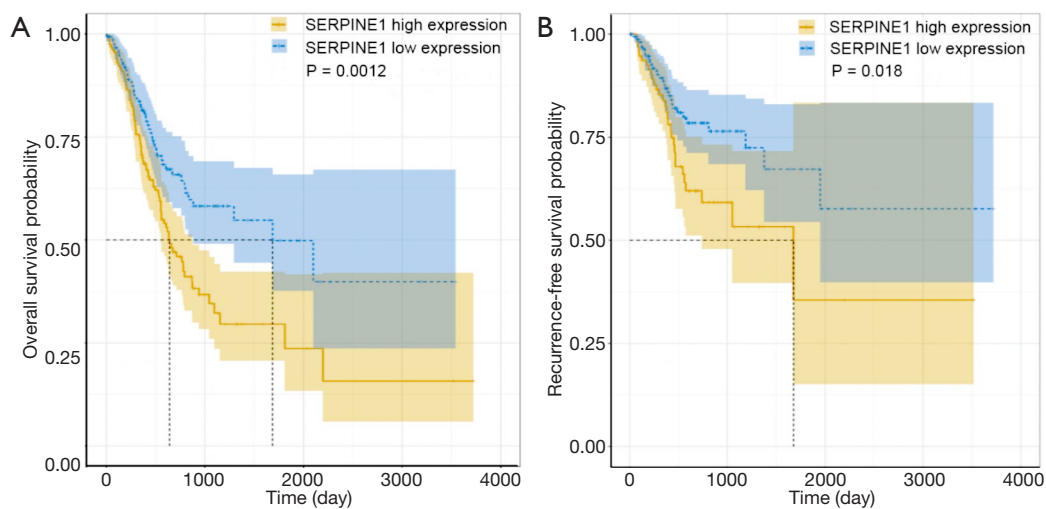 A
SERPINE1 high expression
SERPINE1 low expression
P = 0.0012
Overall survival probability
1.00
0.75
0.50
0.25
0.00
0
1000
2000
3000
4000
Time (day)
B
SERPINE1 high expression
SERPINE1 low expression
P = 0.018
Recurrence-free survival probability
1.00
0.75
0.50
0.25
0.00
0
1000
2000
3000
4000
Time (day)